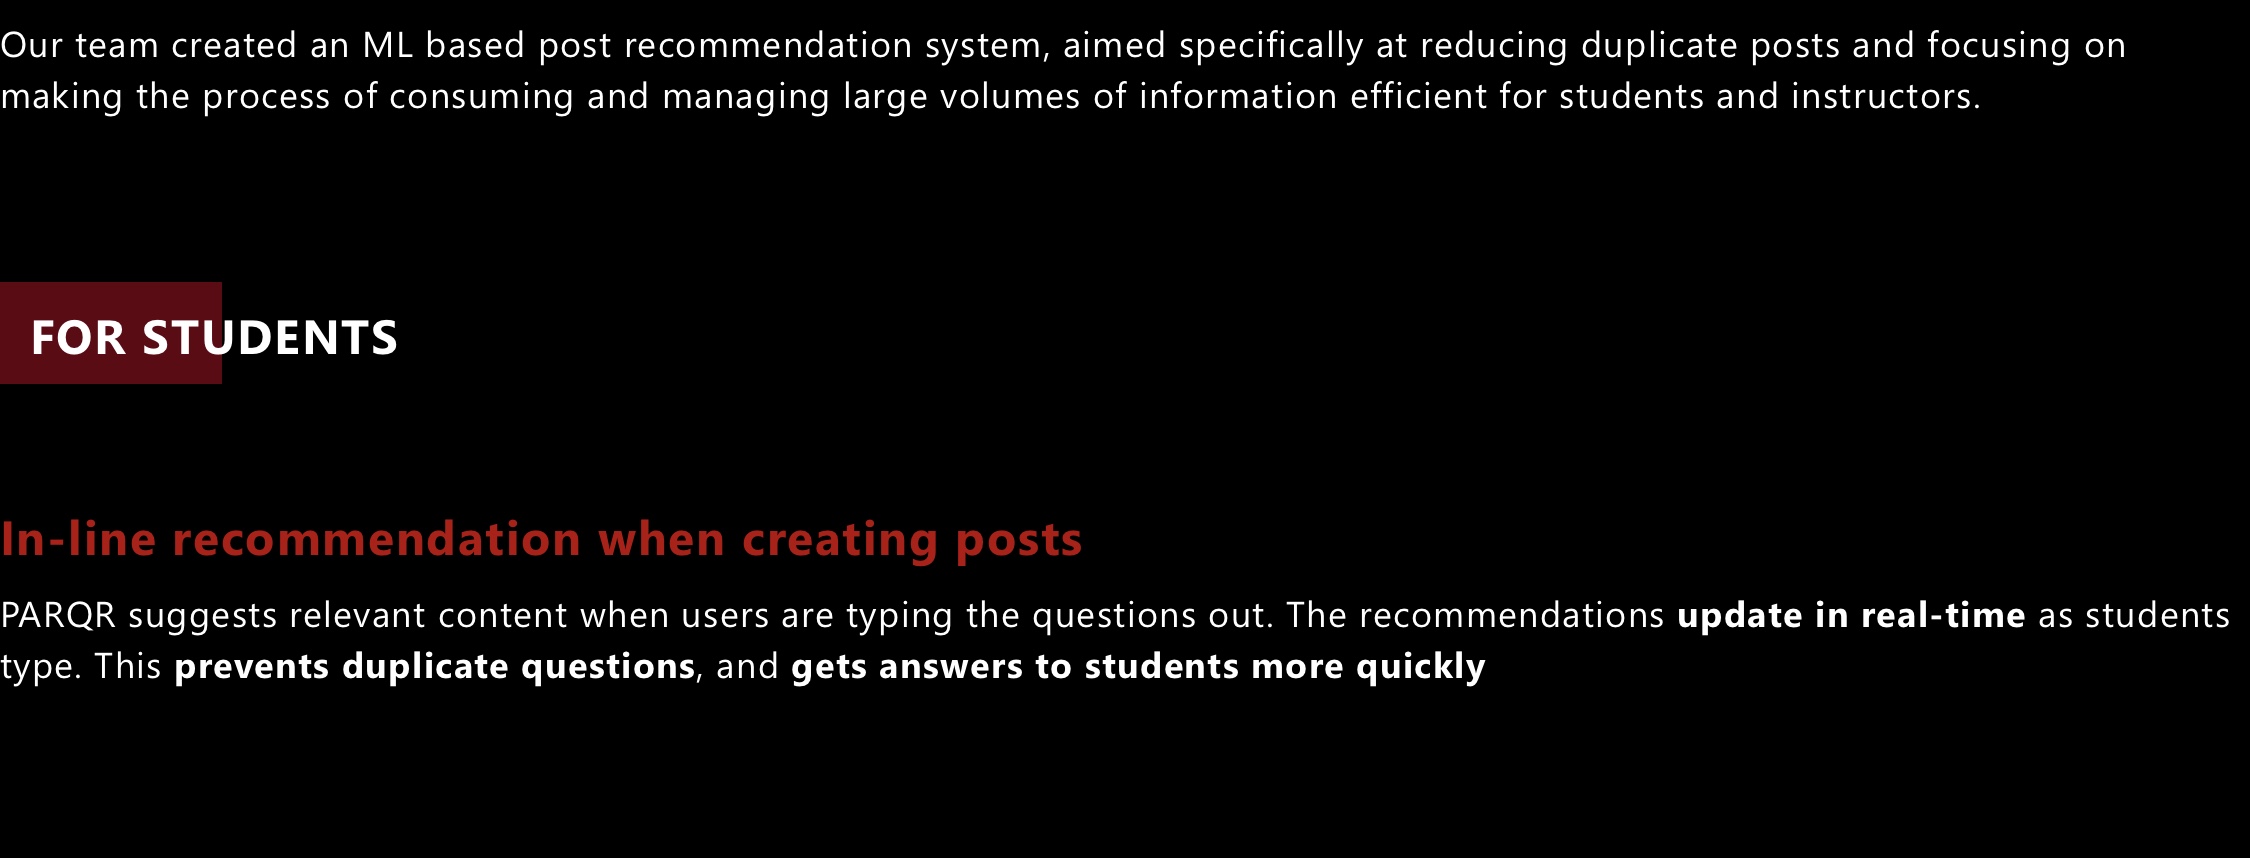 Our team created an ML based post recommendation system, aimed specifically at reducing duplicate posts and focusing on
making the process of consuming and managing large volumes of information efficient for students and instructors.
FOR STUDENTS
In-line recommendation when creating posts
PARQR suggests relevant content when users are typing the questions out. The recommendations update in real-time as students
type. This prevents duplicate questions, and gets answers to students more quickly